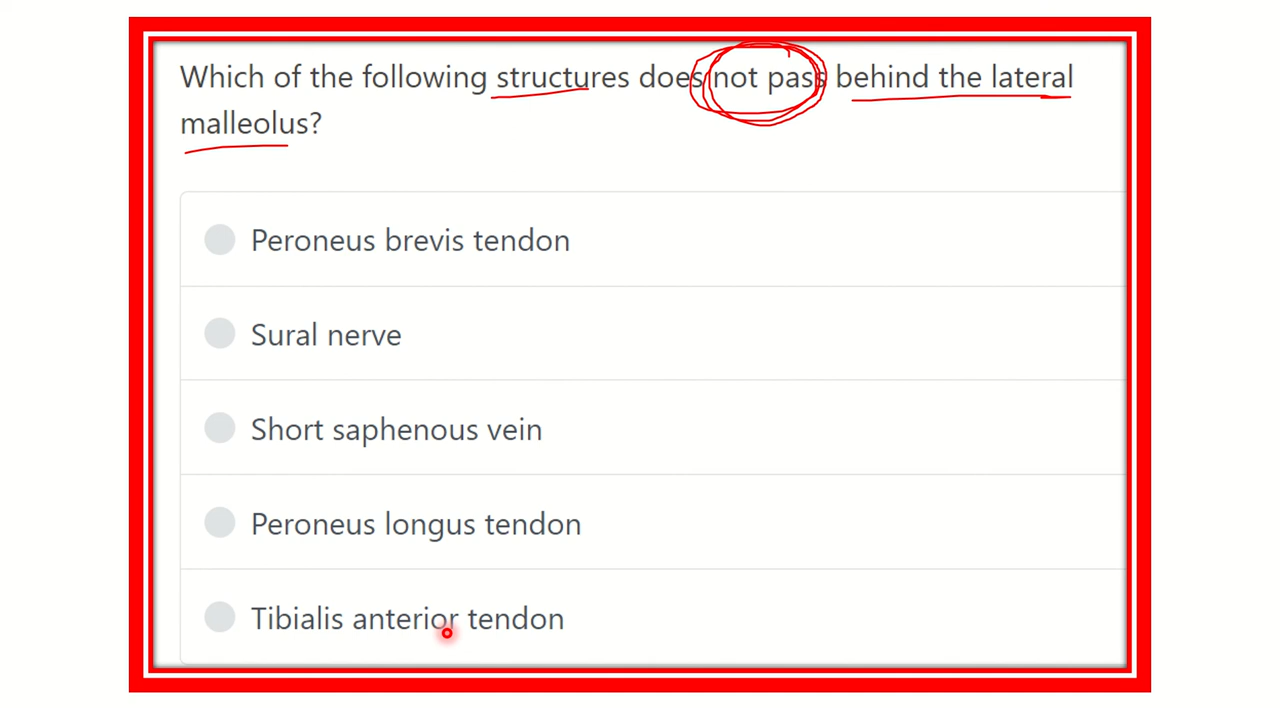 Which of the following structures does not pass behind the lateral
malleolus?
Peroneus brevis tendon
Sural nerve
Short saphenous vein
Peroneus longus tendon
Tibialis anterior tendon